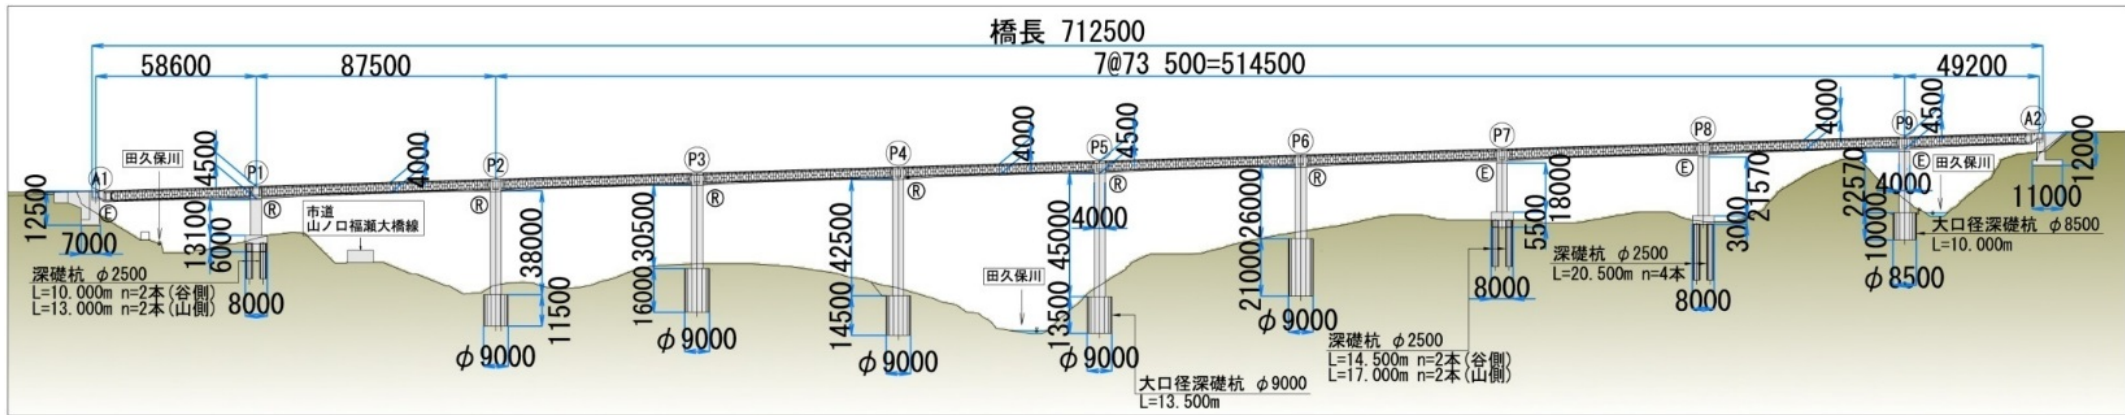 橋長 712500
58600
87500
7@73 500=514500
49200
A1
P1
P2
P3
P4
P5
P6
P7
P8
P9
A2
Ⓔ
Ⓡ
Ⓡ
Ⓡ
Ⓡ
Ⓡ
Ⓡ
Ⓔ
Ⓔ
Ⓔ
12500
7000
田久保川
4500
13100
6000
8000
深礎杭 φ2500
L=10.000m n=2本(谷側)
L=13.000m n=2本(山側)
4000
市道
山ノ口福瀬大橋線
38000
11500
φ9000
30500
16000
φ9000
42500
14500
φ9000
4000
4500
田久保川
45000
4000
13500
φ9000
大口径深礎杭 φ9000
L=13.500m
26000
21000
φ9000
18000
5500
8000
深礎杭 φ2500
L=14.500m n=2本(谷側)
L=17.000m n=2本(山側)
21570
3000
8000
深礎杭 φ2500
L=20.500m n=4本
4000
4500
22570
10000
4000
φ8500
田久保川
大口径深礎杭 φ8500
L=10.000m
12000
11000